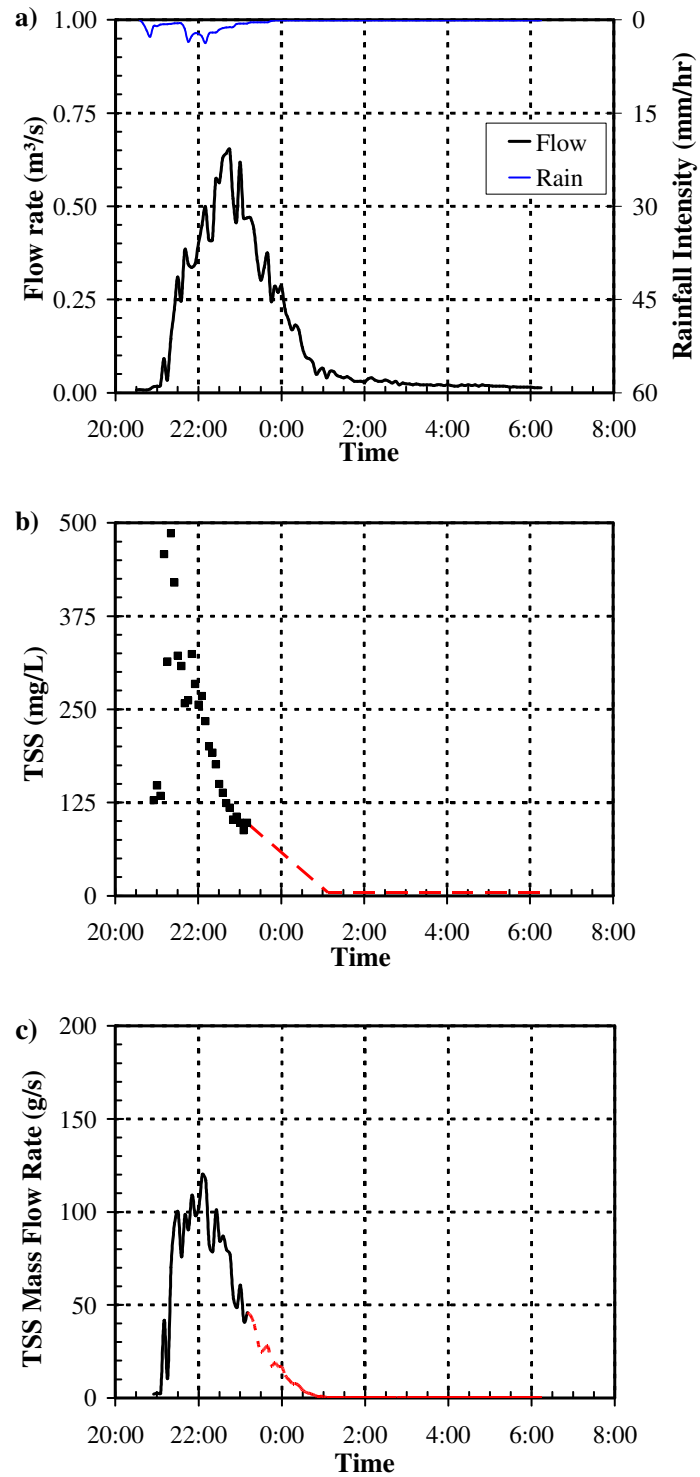 a)
1.00
0.75
0.50
0.25
0.00
Flow rate (m³/s)
0
15
30
45
60
Rainfall Intensity (mm/hr)
Flow
Rain
20:00 22:00 0:00 2:00 4:00 6:00 8:00
Time
b)
500
375
250
125
0
TSS (mg/L)
20:00 22:00 0:00 2:00 4:00 6:00 8:00
Time
c)
200
150
100
50
0
TSS Mass Flow Rate (g/s)
20:00 22:00 0:00 2:00 4:00 6:00 8:00
Time